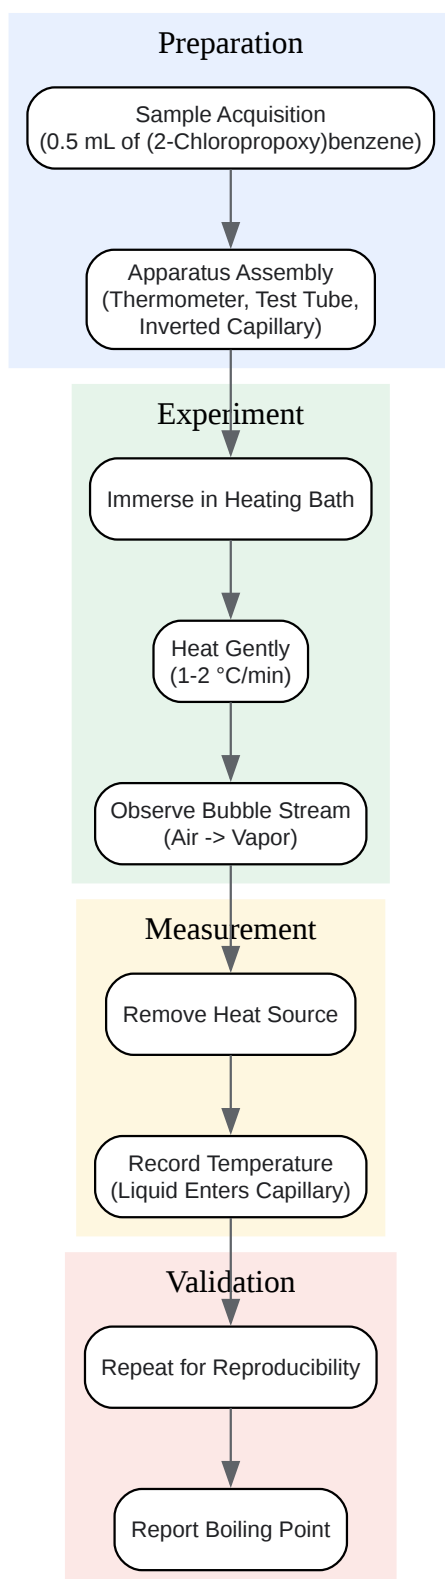 Preparation
Sample Acquisition
(0.5 mL of (2-Chloropropoxy)benzene)
Apparatus Assembly
(Thermometer, Test Tube,
Inverted Capillary)
Experiment
Immerse in Heating Bath
Heat Gently
(1-2 °C/min)
Observe Bubble Stream
(Air -> Vapor)
Measurement
Remove Heat Source
Record Temperature
(Liquid Enters Capillary)
Validation
Repeat for Reproducibility
Report Boiling Point